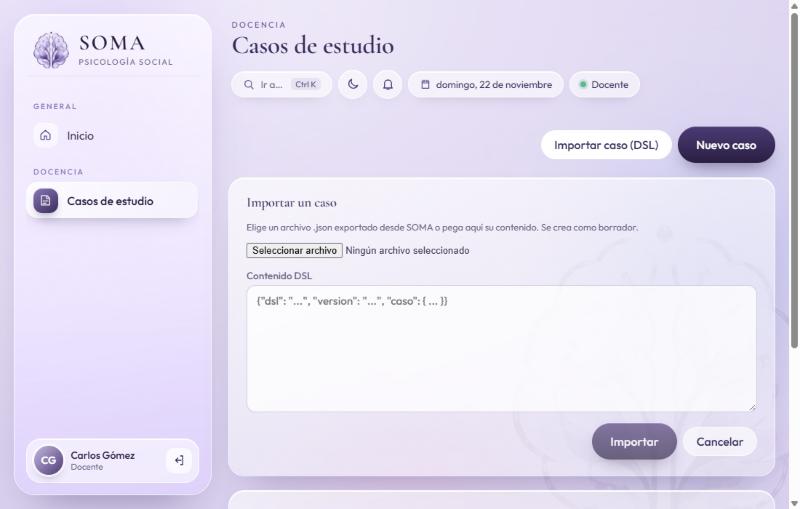 SOMA
PSICOLOGÍA SOCIAL
GENERAL
Inicio
DOCENCIA
Casos de estudio
CG
Carlos Gómez
Docente
DOCENCIA
Casos de estudio
Ir a...
Ctrl K
domingo, 22 de noviembre
Docente
Importar caso (DSL)
Nuevo caso
Importar un caso
Elige un archivo .json exportado desde SOMA o pega aquí su contenido. Se crea como borrador.
Seleccionar archivo Ningún archivo seleccionado
Contenido DSL
{"dsl": "...", "version": "...", "caso": { ... }}
Importar
Cancelar